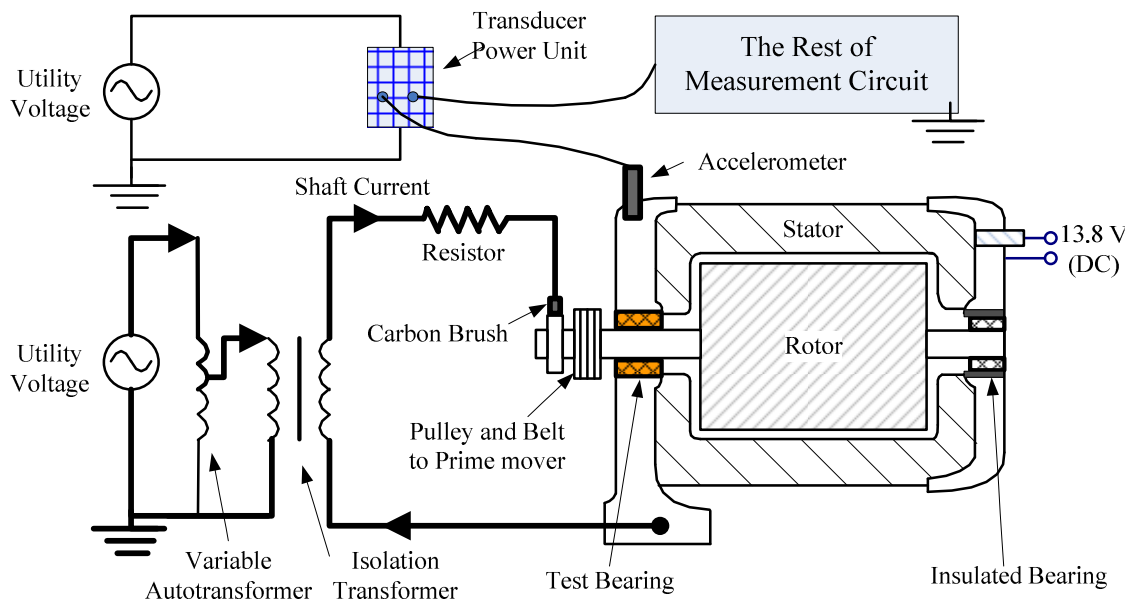 Transducer
Power Unit
The Rest of
Measurement Circuit
Utility
Voltage
Accelerometer
Shaft Current
Resistor
Stator
13.8 V
(DC)
Carbon Brush
Rotor
Utility
Voltage
Pulley and Belt
to Prime mover
Variable
Autotransformer
Isolation
Transformer
Test Bearing
Insulated Bearing